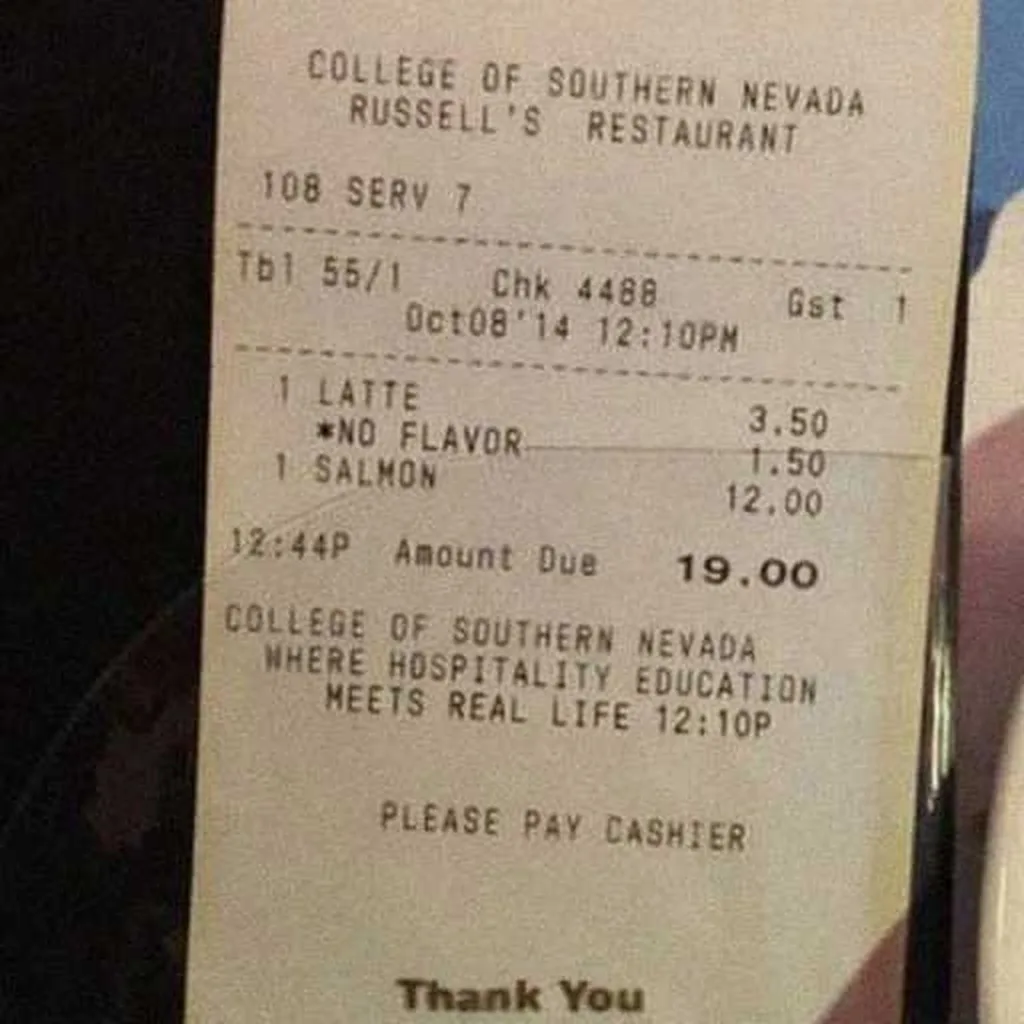 COLLEGE OF SOUTHERN NEVADA
RUSSELL'S RESTAURANT
108 SERV 7
Tbl 55/1 Chk 4488 Gst 1
Oct08'14 12:10PM
1 LATTE 3.50
*NO FLAVOR 1.50
1 SALMON 12.00
12:44P Amount Due 19.00
COLLEGE OF SOUTHERN NEVADA
WHERE HOSPITALITY EDUCATION
MEETS REAL LIFE 12:10P
PLEASE PAY CASHIER
Thank You